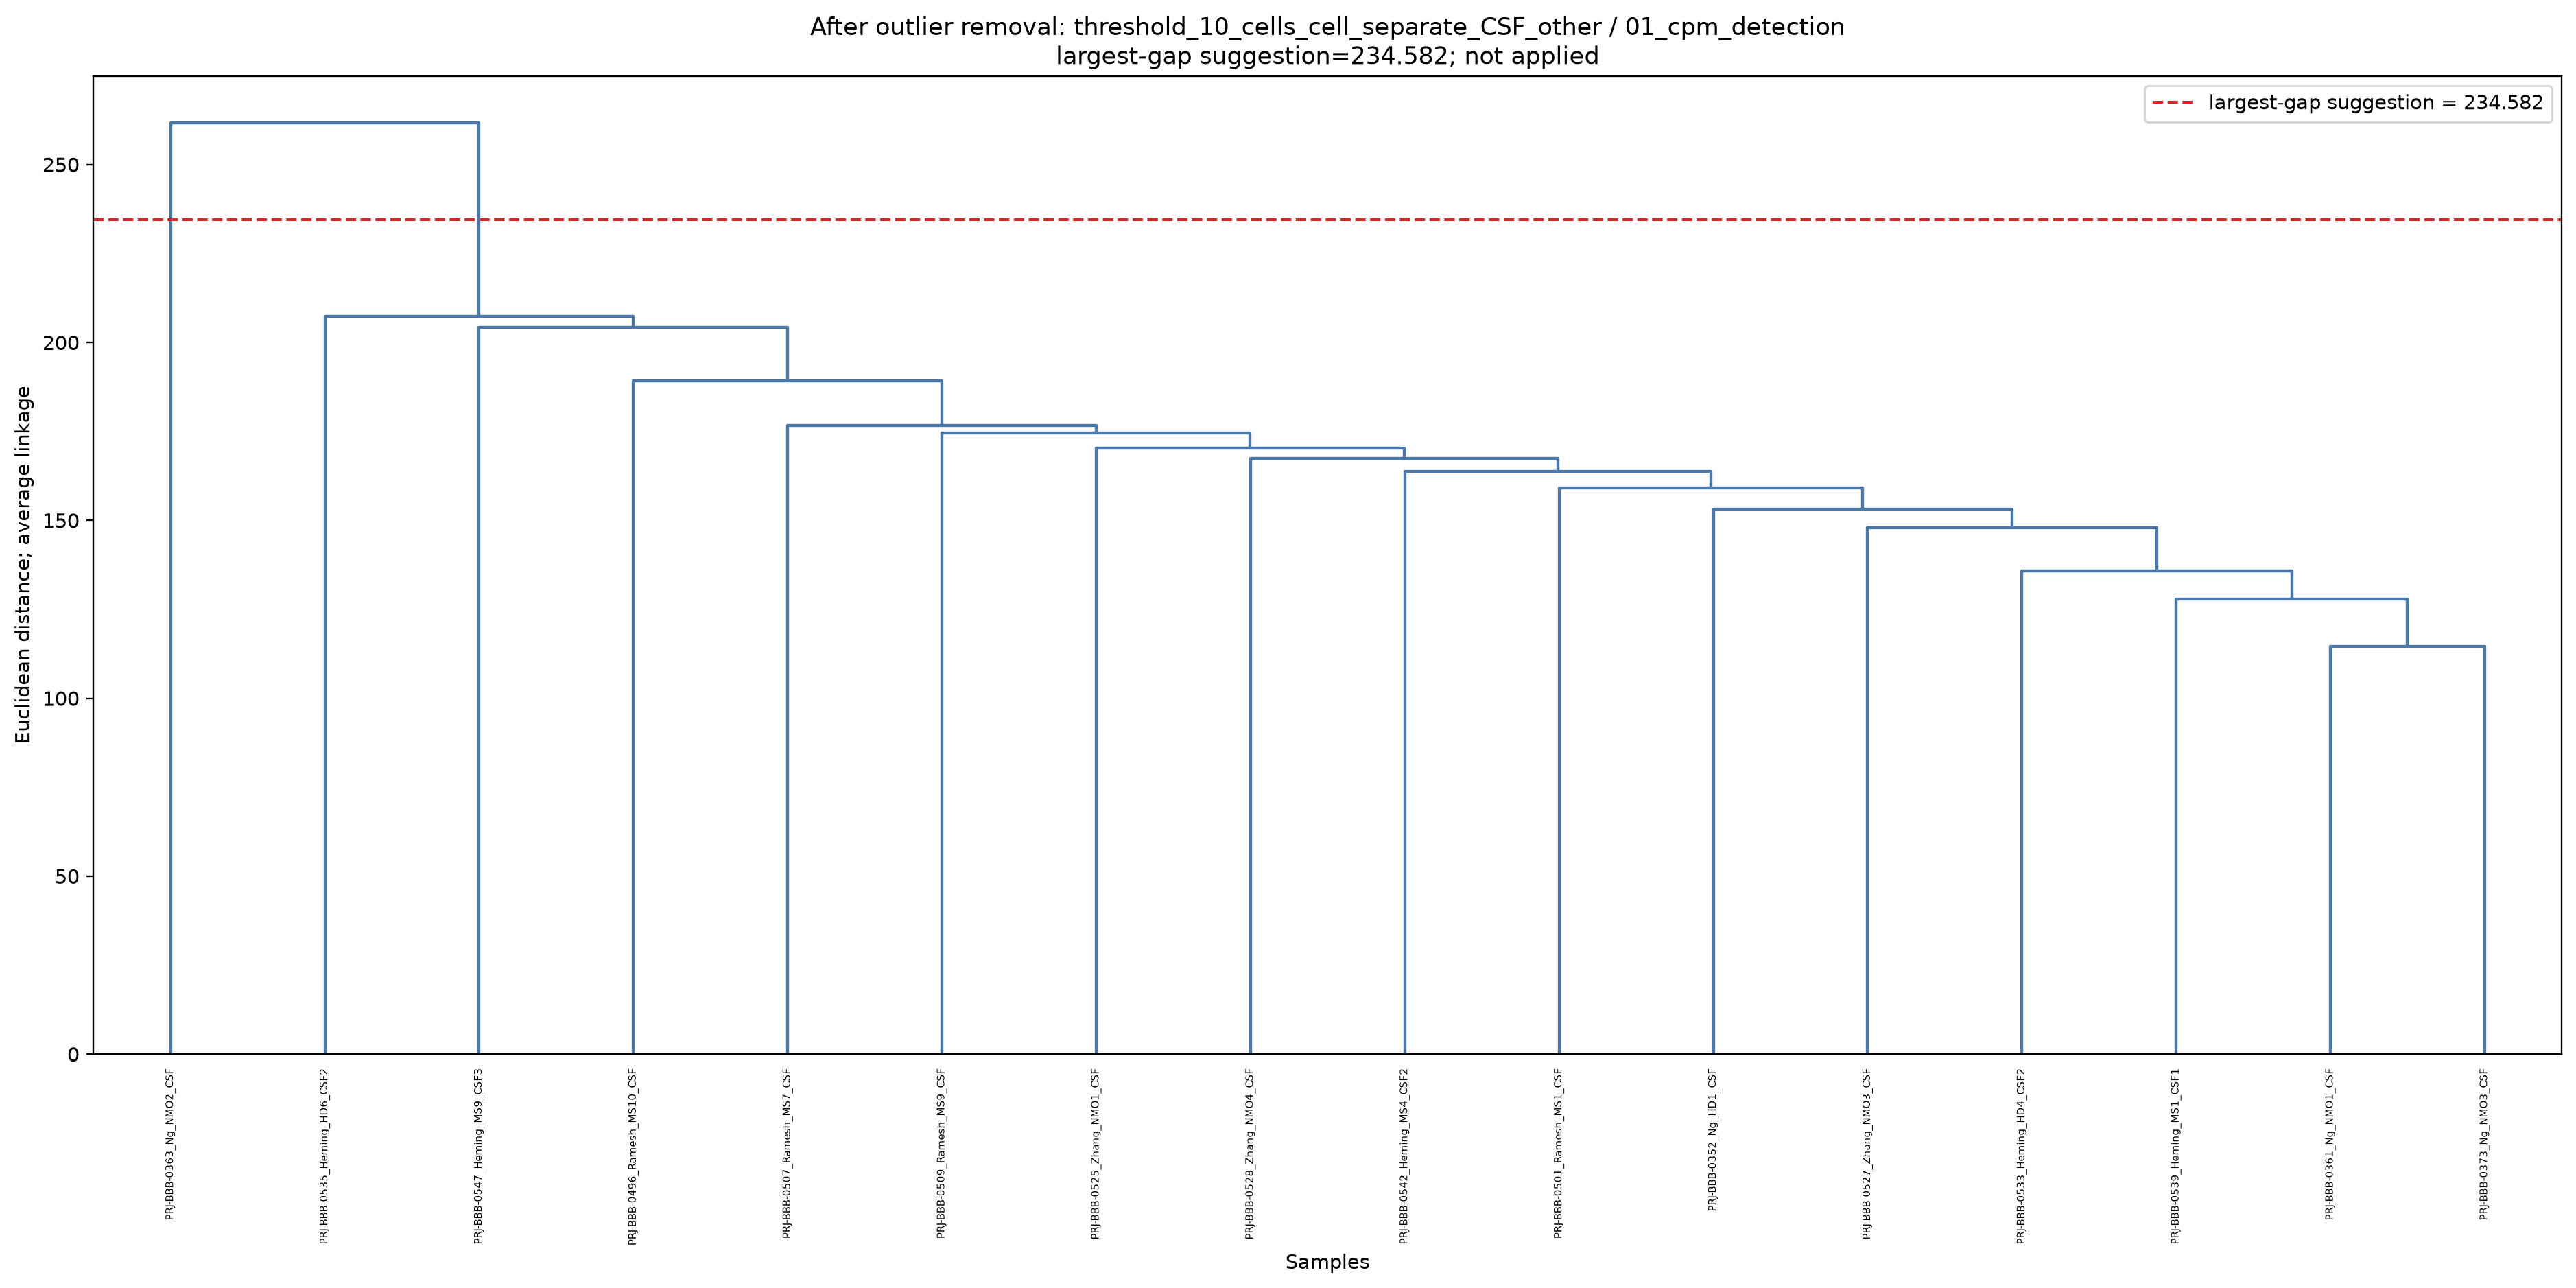 After outlier removal: threshold_10_cells_cell_separate_CSF_other / 01_cpm_detection
largest-gap suggestion=234.582; not applied
largest-gap suggestion = 234.582
Euclidean distance; average linkage
250
200
150
100
50
0
PRJ-BBB-0363_Ng_NMO2_CSF
PRJ-BBB-0535_Heming_HD6_CSF2
PRJ-BBB-0547_Heming_MS9_CSF3
PRJ-BBB-0496_Ramesh_MS10_CSF
PRJ-BBB-0507_Ramesh_MS7_CSF
PRJ-BBB-0509_Ramesh_MS9_CSF
PRJ-BBB-0525_Zhang_NMO1_CSF
PRJ-BBB-0528_Zhang_NMO4_CSF
PRJ-BBB-0542_Heming_MS4_CSF2
PRJ-BBB-0501_Ramesh_MS1_CSF
PRJ-BBB-0352_Ng_HD1_CSF
PRJ-BBB-0527_Zhang_NMO3_CSF
PRJ-BBB-0533_Heming_HD4_CSF2
PRJ-BBB-0539_Heming_MS1_CSF1
PRJ-BBB-0361_Ng_NMO1_CSF
PRJ-BBB-0373_Ng_NMO3_CSF
Samples